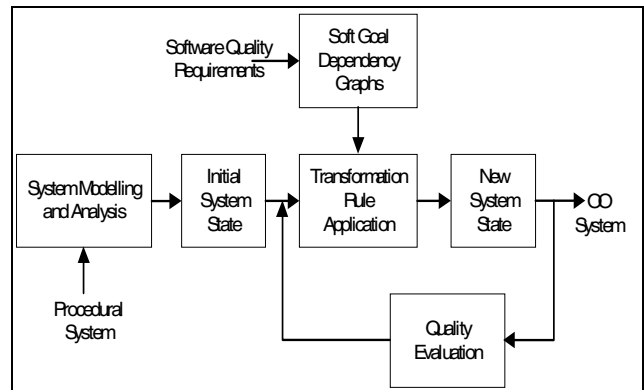 Software Quality
Requirements
Soft Goal
Dependency
Graphs
System Modelling
and Analysis
Initial
System
State
Transformation
Rule
Application
New
System
State
OO
System
Procedural
System
Quality
Evaluation